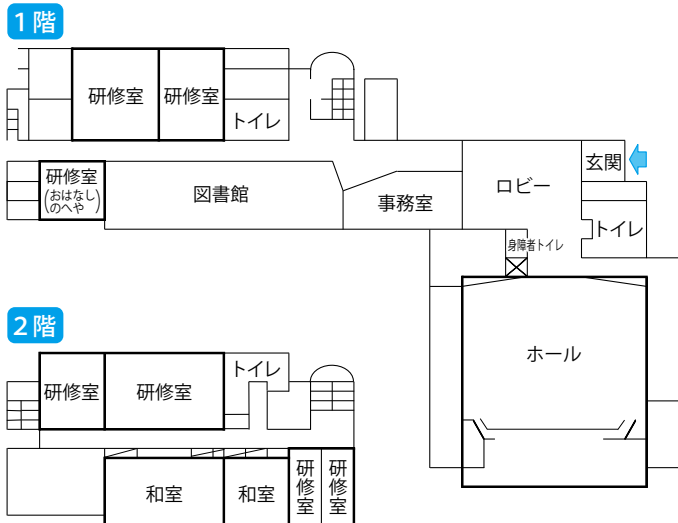 1階
研修室
研修室
トイレ
研修室
(おはなし
のへや)
図書館
事務室
ロビー
玄関
トイレ
身障者トイレ
ホール
2階
研修室
研修室
トイレ
和室
和室
研修室
研修室